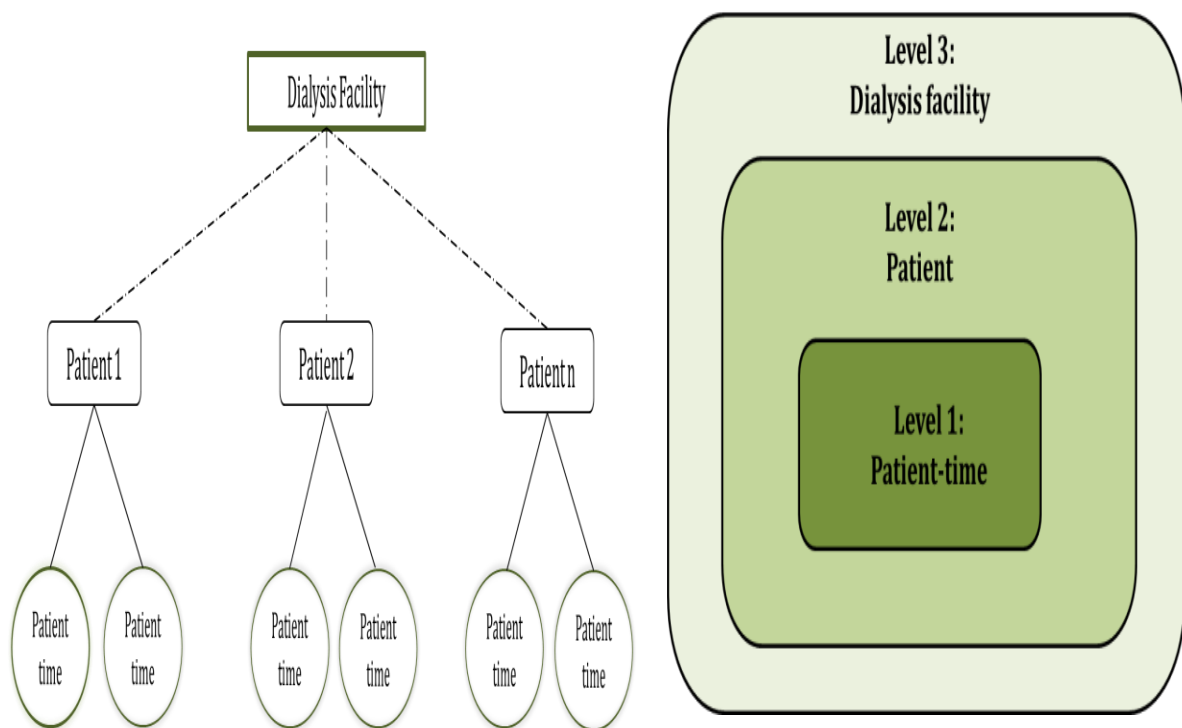 Dialysis Facility
Patient 1
Patient 2
Patient n
Patient
time
Patient
time
Patient
time
Patient
time
Patient
time
Patient
time
Level 3:
Dialysis facility
Level 2:
Patient
Level 1:
Patient-time